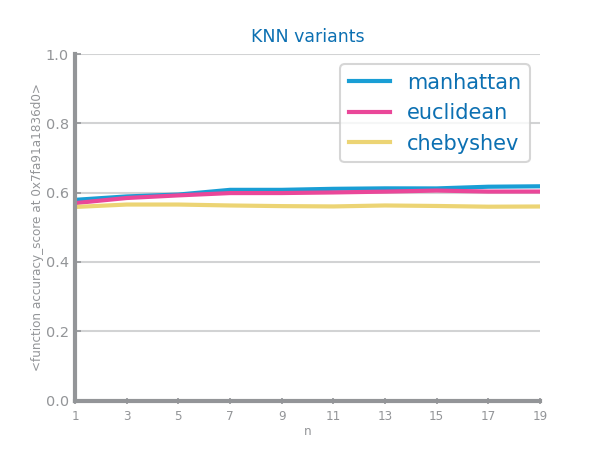 KNN variants
<function accuracy_score at 0x7fa91a1836d0>
1.0
0.8
0.6
0.4
0.2
0.0
manhattan
euclidean
chebyshev
1 3 5 7 9 11 13 15 17 19
n